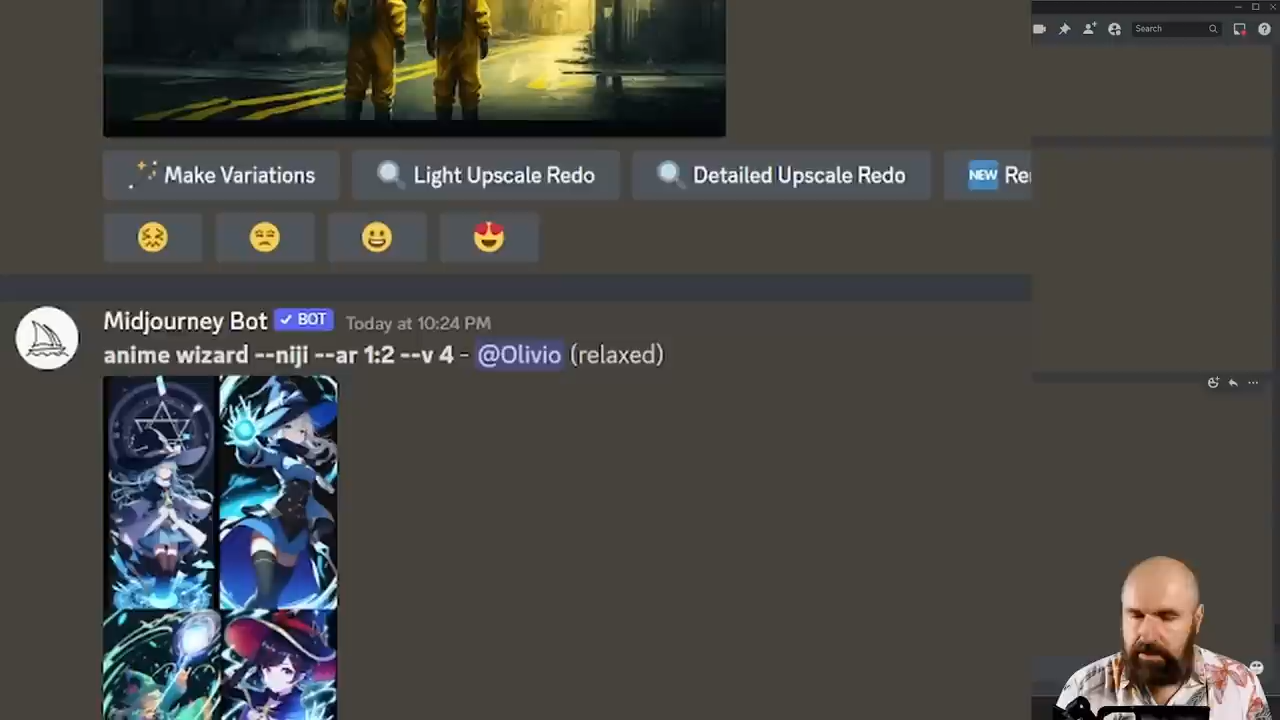 Search
Make Variations
Light Upscale Redo
Detailed Upscale Redo
NEW
Midjourney Bot BOT Today at 10:24 PM
anime wizard --niji --ar 1:2 --v 4 - @Olivio (relaxed)